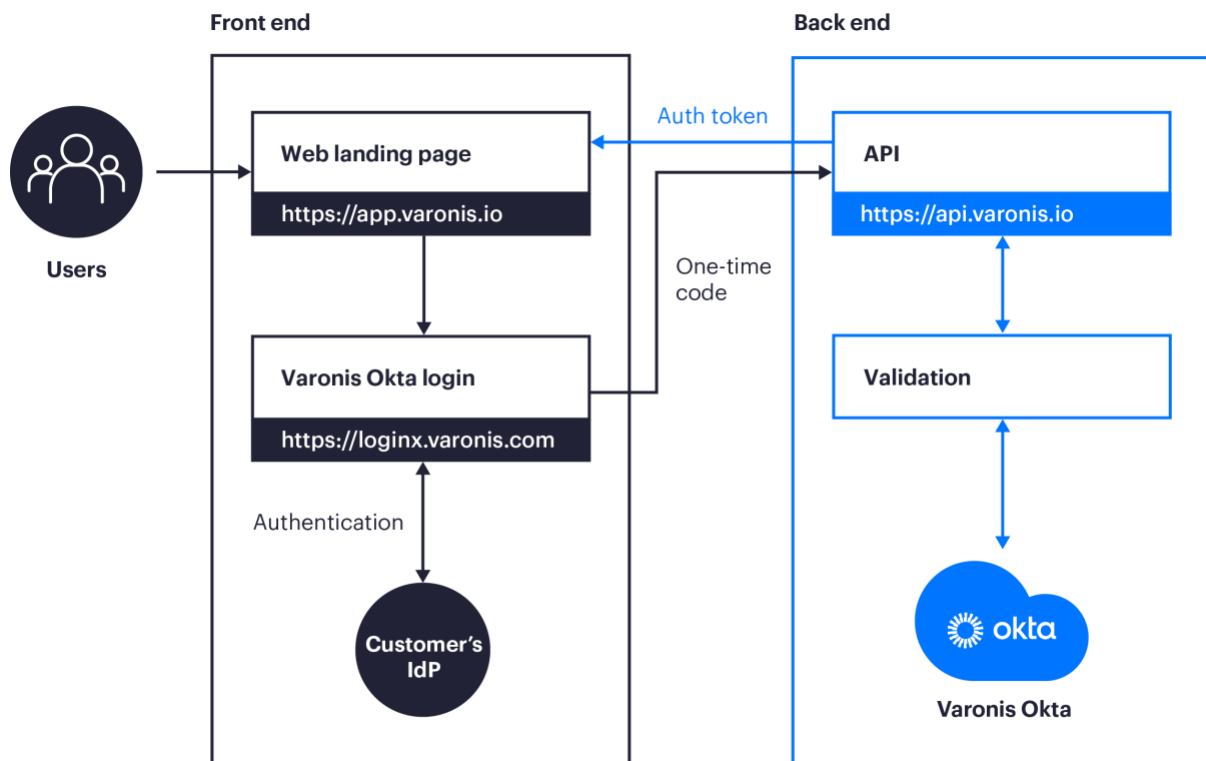 Front end
Back end
Auth token
Web landing page
API
https://app.varonis.io
https://api.varonis.io
Users
One-time
code
Varonis Okta login
Validation
https://loginx.varonis.com
Authentication
Customer’s
IdP
okta
Varonis Okta